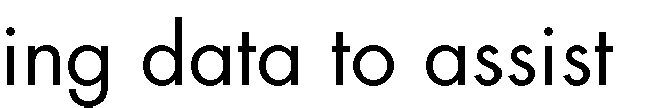 ing data to assist